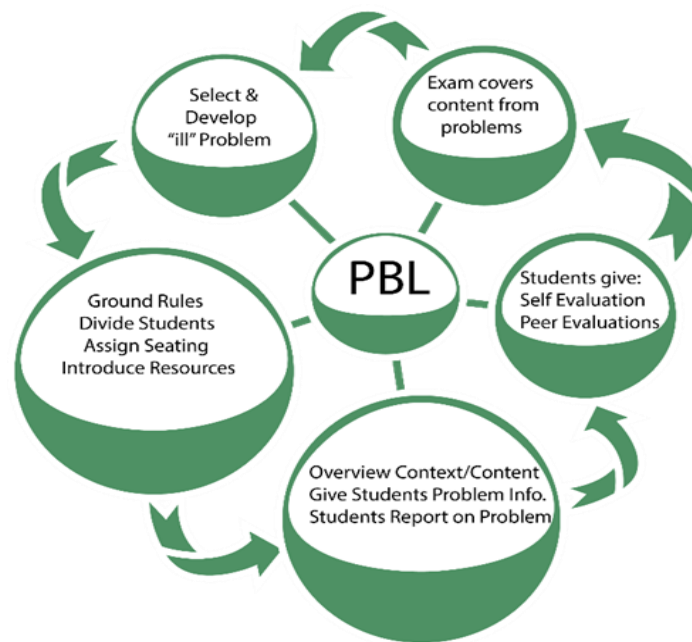 Select &
Develop
"ill" Problem
Exam covers
content from
problems
PBL
Ground Rules
Divide Students
Assign Seating
Introduce Resources
Students give:
Self Evaluation
Peer Evaluations
Overview Context/Content
Give Students Problem Info.
Students Report on Problem